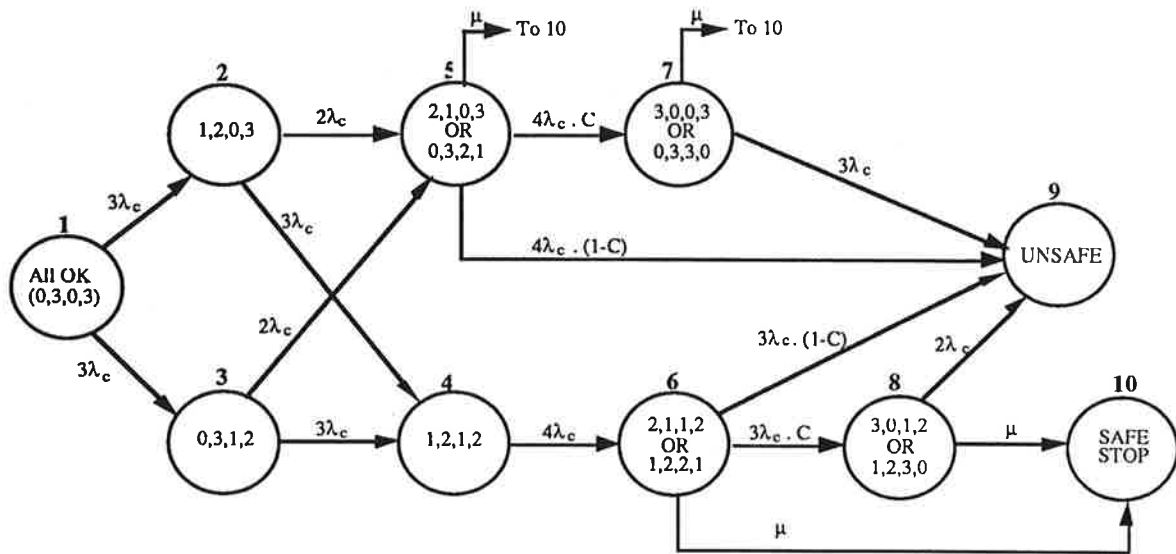 μ
To 10
μ
To 10
2
1,2,0,3
2λc
5
2,1,0,3
OR
0,3,2,1
4λc . C
7
3,0,0,3
OR
0,3,3,0
3λc
9
UNSAFE
3λc
3λc
4λc . (1-C)
1
All OK
(0,3,0,3)
3λc
2λc
3λc . (1-C)
2λc
3
0,3,1,2
3λc
4
1,2,1,2
4λc
6
2,1,1,2
OR
1,2,2,1
3λc . C
8
3,0,1,2
OR
1,2,3,0
μ
10
SAFE
STOP
μ